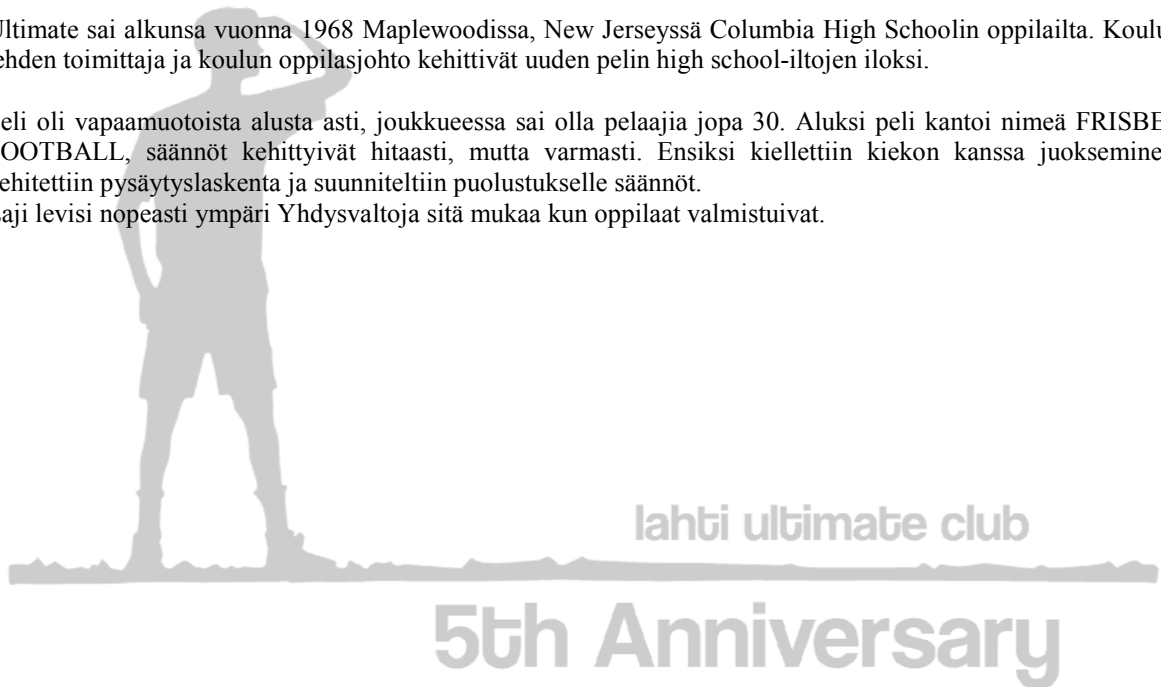 Ultimate sai alkunsa vuonna 1968 Maplewoodissa, New Jerseyssä Columbia High Schoolin oppilailta. Koulu
ehden toimittaja ja koulun oppilasjohto kehittivät uuden pelin high school-iltojen iloksi.
eli oli vapaamuotoista alusta asti, joukkueessa sai olla pelaajia jopa 30. Aluksi peli kantoi nimeä FRISBE
OOTBALL, säännöt kehittyivät hitaasti, mutta varmasti. Ensiksi kiellettiin kiekon kanssa juoksemine
ehitettiin pysäytyslaskenta ja suunniteltiin puolustukselle säännöt.
aji levisi nopeasti ympäri Yhdysvaltoja sitä mukaa kun oppilaat valmistuivat.
lahti ultimate club
5th Anniversary